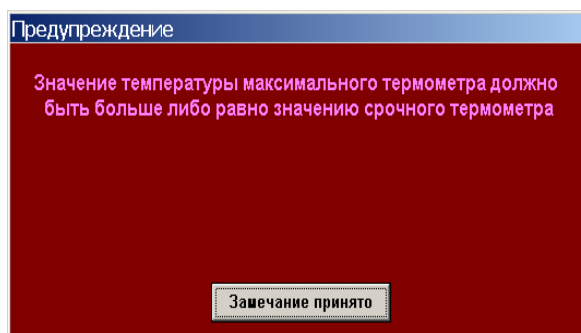 Предупреждение
Значение температуры максимального термометра должно
быть больше либо равно значению срочного термометра
Замечание принято